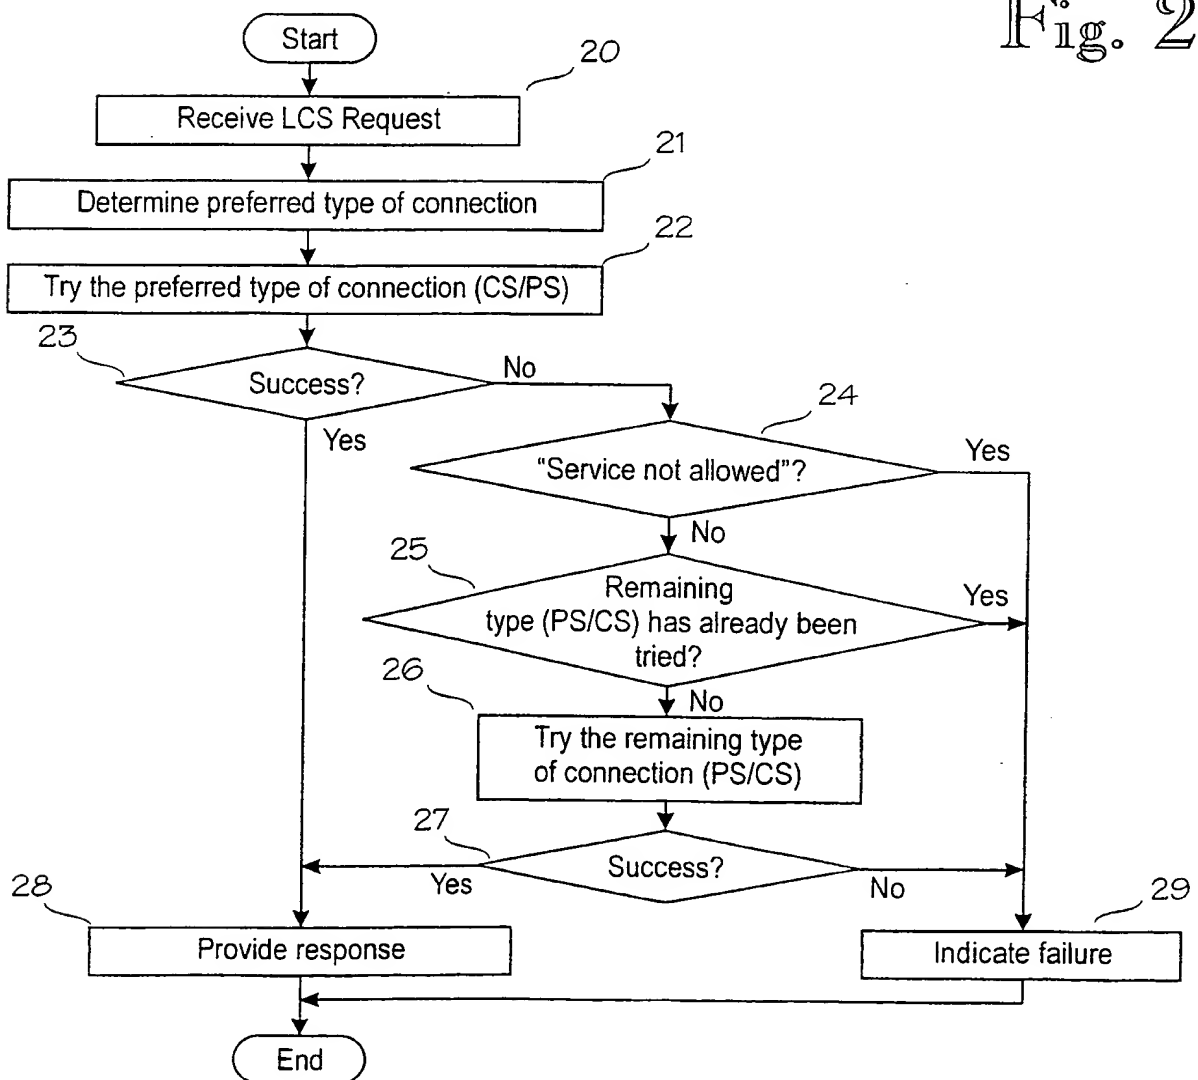 Fig. 2
Start
20
Receive LCS Request
21
Determine preferred type of connection
22
Try the preferred type of connection (CS/PS)
23
Success?
No
Yes
24
“Service not allowed”?
Yes
No
25
Remaining
type (PS/CS) has already been
tried?
Yes
No
26
Try the remaining type
of connection (PS/CS)
27
Success?
Yes
No
28
Provide response
29
Indicate failure
End